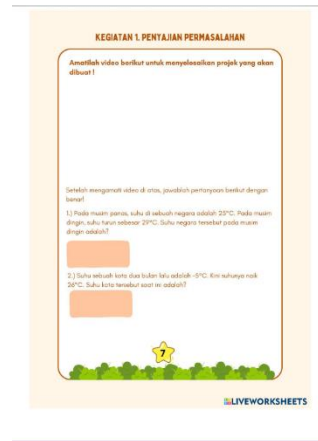 KEGIATAN 1. PENYAJIAN PERMASALAHAN
Amatilah video berikut untuk menyelesaikan projek yang akan
dibuat !
Setelah mengamati video di atas, jawablah pertanyaan berikut dengan
benar!
1.) Pada musim panas, suhu di sebuah negara adalah 25°C. Pada musim
dingin, suhu turun sebesar 29°C. Suhu negara tersebut pada musim
dingin adalah?
2.) Suhu sebuah kota dua bulan lalu adalah -5°C. Kini suhunya naik
26°C. Suhu kota tersebut saat ini adalah?
7
LIVEWORKSHEETS